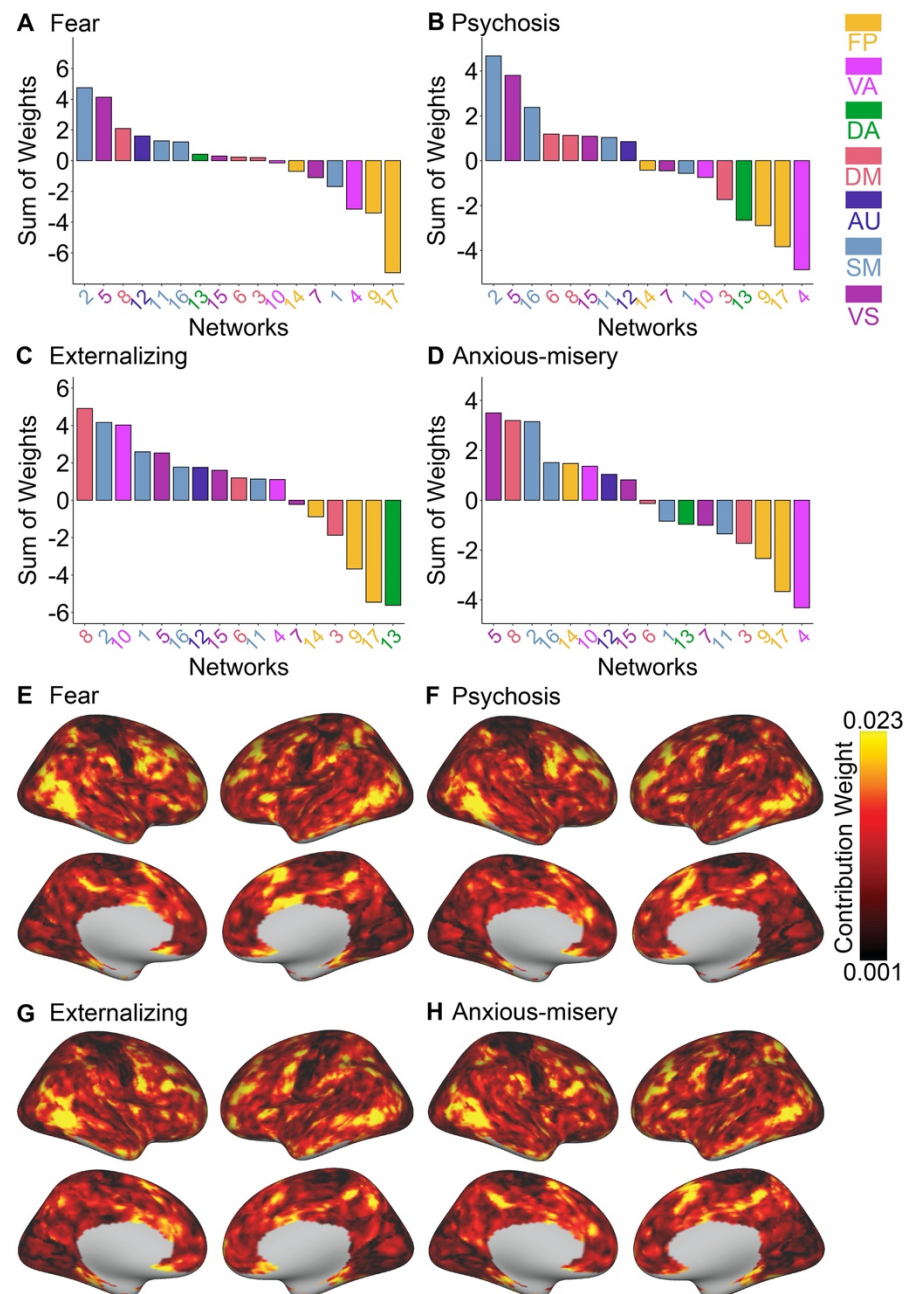 A Fear
B Psychosis
Sum of Weights
6
4
2
0
-2
-4
-6
2 5 8 12 11 16 13 15 6 3 10 14 7 1 4 9 17
Networks
Sum of Weights
4
2
0
-2
-4
2 5 16 6 8 15 11 12 14 7 1 10 3 13 9 17 4
Networks
FP
VA
DA
DM
AU
SM
VS
C Externalizing
D Anxious-misery
Sum of Weights
6
4
2
0
-2
-4
-6
8 2 10 1 5 16 12 15 6 11 4 7 14 3 9 17 13
Networks
Sum of Weights
4
2
0
-2
-4
5 8 2 16 14 10 12 15 6 1 13 7 11 3 9 17 4
Networks
E Fear
F Psychosis
0.023
Contribution Weight
0.001
G Externalizing
H Anxious-misery